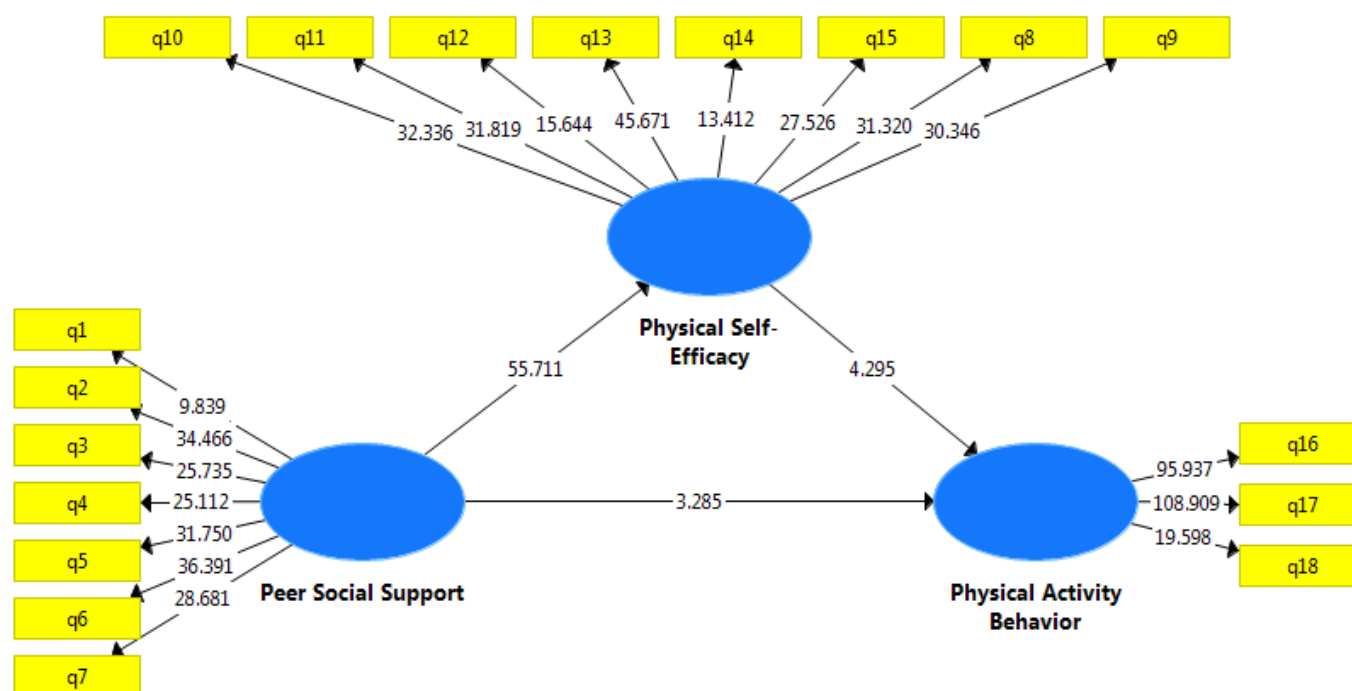 q10
q11
q12
q13
q14
q15
q8
q9
32.336
31.819
15.644
45.671
13.412
27.526
31.320
30.346
Physical Self-
Efficacy
55.711
4.295
q1
q2
q3
q4
q5
q6
q7
9.839
34.466
25.735
25.112
31.750
36.391
28.681
Peer Social Support
3.285
Physical Activity
Behavior
95.937
108.909
19.598
q16
q17
q18